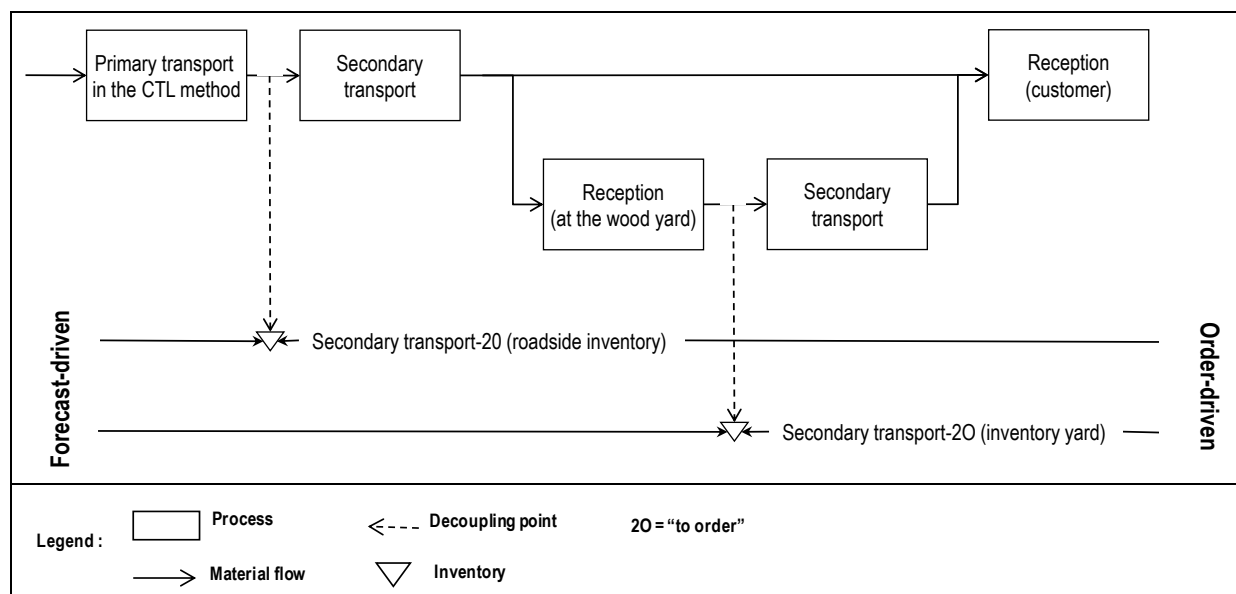 Primary transport
in the CTL method
Secondary
transport
Reception
(customer)
Reception
(at the wood yard)
Secondary
transport
Forecast-driven
Secondary transport-20 (roadside inventory)
Secondary transport-2O (inventory yard)
Order-driven
Legend :
Process
Decoupling point
2O = “to order”
Material flow
Inventory